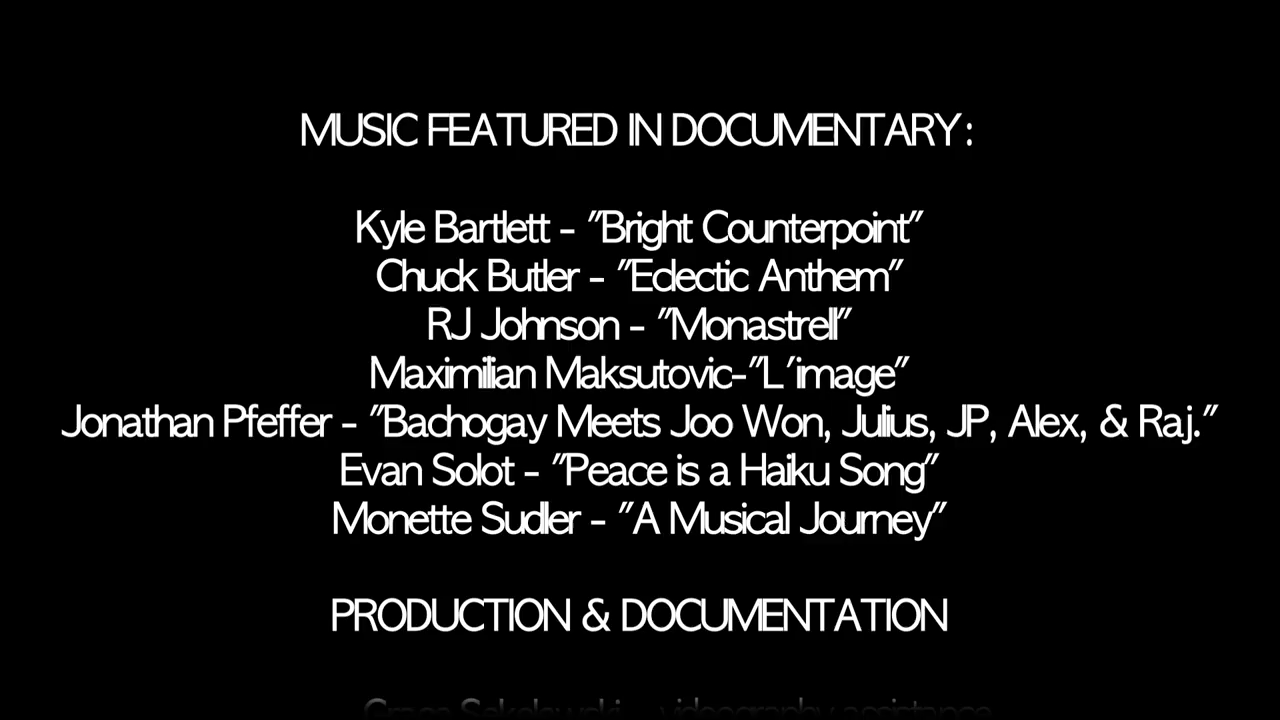 MUSIC FEATURED IN DOCUMENTARY:
Kyle Bartlett - "Bright Counterpoint"
Chuck Butler - "Eclectic Anthem"
RJ Johnson - "Monastrell"
Maximilian Maksutovic-"L'image"
Jonathan Pfeffer - "Bachogay Meets Joo Won, Julius, JP, Alex, & Raj."
Evan Solot - "Peace is a Haiku Song"
Monette Sudler - "A Musical Journey"
PRODUCTION & DOCUMENTATION
- videography assistance